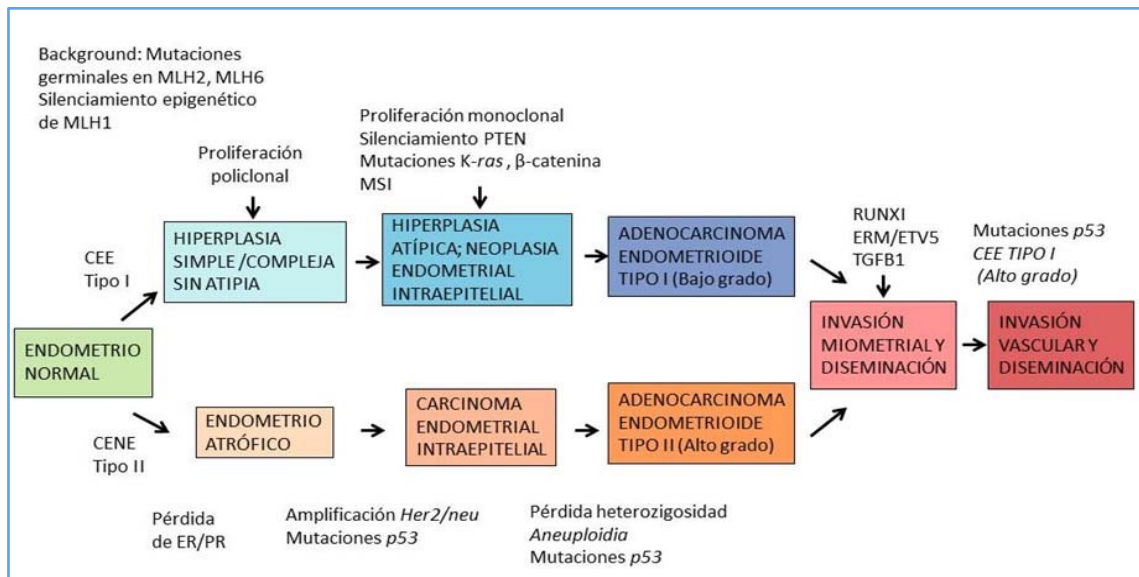 Background: Mutaciones
germinales en MLH2, MLH6
Silenciamiento epigenético
de MLH1
Proliferación
policlonal
Proliferación monoclonal
Silenciamiento PTEN
Mutaciones K-ras , β-catenina
MSI
CEE
Tipo I
HIPERPLASIA
SIMPLE /COMPLEJA
SIN ATIPIA
HIPERPLASIA
ATÍPICA; NEOPLASIA
ENDOMETRIAL
INTRAEPITELIAL
ADENOCARCINOMA
ENDOMETRIOIDE
TIPO I (Bajo grado)
RUNXI
ERM/ETV5
TGFB1
Mutaciones p53
CEE TIPO I
(Alto grado)
ENDOMETRIO
NORMAL
INVASIÓN
MIOMETRIAL Y
DISEMINACIÓN
INVASIÓN
VASCULAR Y
DISEMINACIÓN
CENE
Tipo II
ENDOMETRIO
ATRÓFICO
CARCINOMA
ENDOMETRIAL
INTRAEPITELIAL
ADENOCARCINOMA
ENDOMETRIOIDE
TIPO II (Alto grado)
Pérdida
de ER/PR
Amplificación Her2/neu
Mutaciones p53
Pérdida heterozigosidad
Aneuploidia
Mutaciones p53